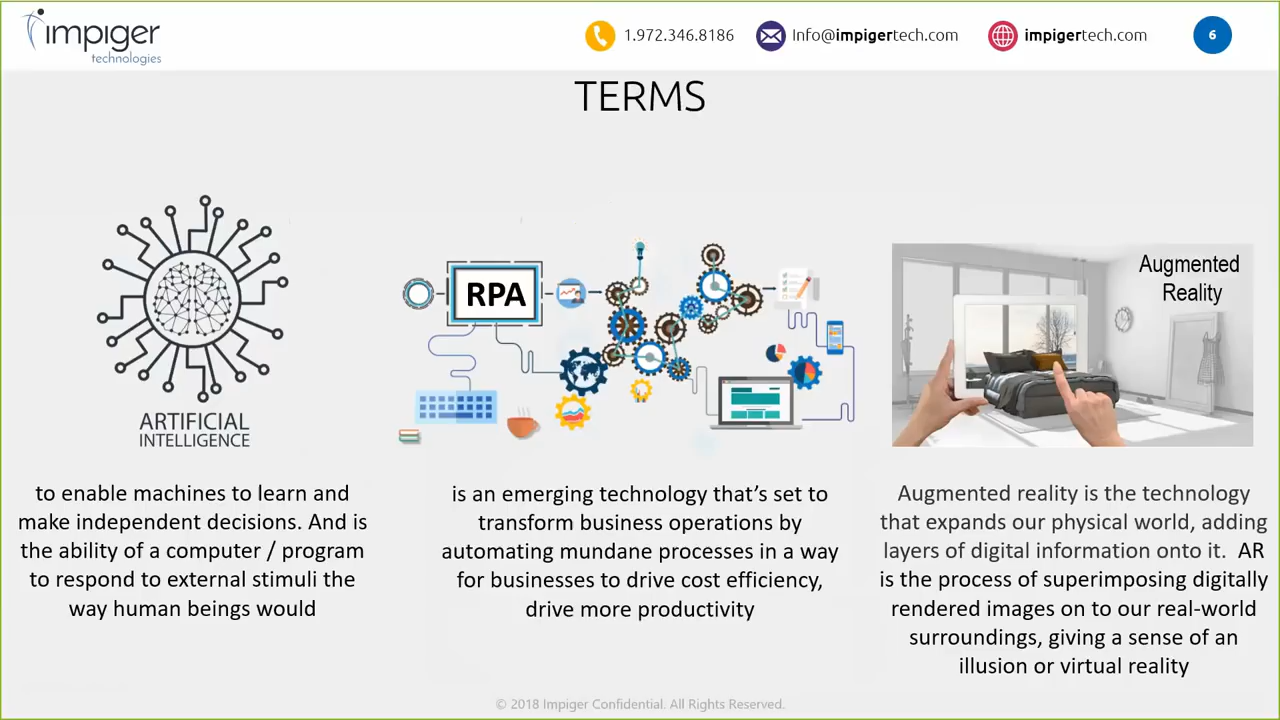 impiger
technologies
1.972.346.8186
Info@impigertech.com
impigertech.com
6
TERMS
ARTIFICIAL
INTELLIGENCE
to enable machines to learn and
make independent decisions. And is
the ability of a computer / program
to respond to external stimuli the
way human beings would
RPA
is an emerging technology that’s set to
transform business operations by
automating mundane processes in a way
for businesses to drive cost efficiency,
drive more productivity
Augmented
Reality
Augmented reality is the technology
that expands our physical world, adding
layers of digital information onto it. AR
is the process of superimposing digitally
rendered images on to our real-world
surroundings, giving a sense of an
illusion or virtual reality
© 2018 Impiger Confidential. All Rights Reserved.